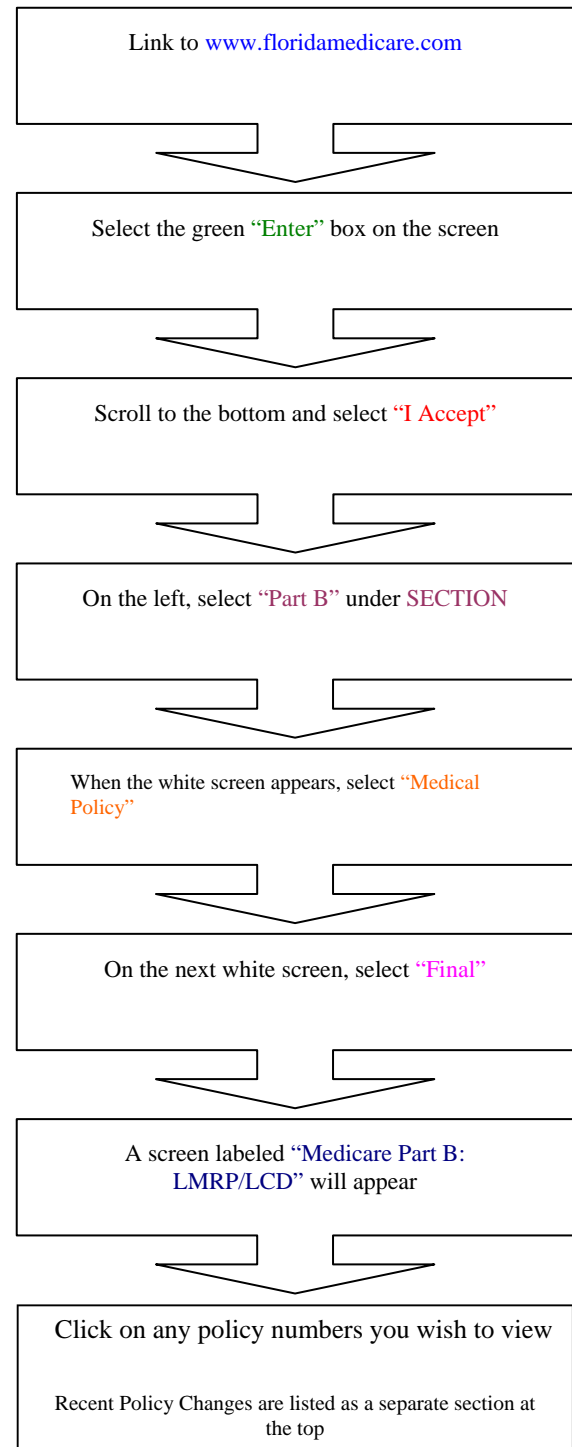 Link to www.floridamedicare.com
Select the green “Enter” box on the screen
Scroll to the bottom and select “I Accept”
On the left, select “Part B” under SECTION
When the white screen appears, select “Medical
Policy”
On the next white screen, select “Final”
A screen labeled “Medicare Part B:
LMRP/LCD” will appear
Click on any policy numbers you wish to view
Recent Policy Changes are listed as a separate section at
the top